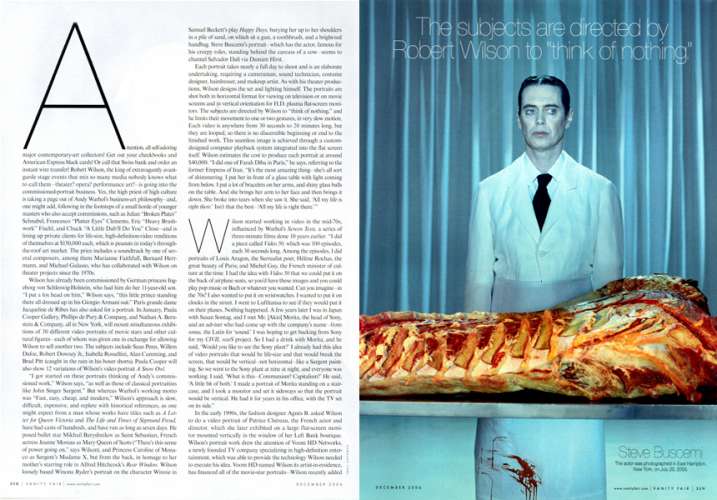 A
ttention, all self-adoring
major contemporary-art collectors! Get out your checkbooks and
American Express black cards! Or call that Swiss bank and order an
instant wire transfer! Robert Wilson, the king of extravagantly avant-
garde stage events that mix so many media nobody knows what
to call them—theater? opera? performance art?—is going into the
commissioned-portrait business. Yes, the high priest of high culture
is taking a page out of Andy Warhol's business-art philosophy—and,
one might add, following in the footsteps of a small horde of younger
masters who also accept commissions, such as Julian "Broken Plates"
Schnabel, Francesco "Platter Eyes" Clemente, Eric "Heavy Brush-
work" Fischl, and Chuck "A Little Dab'll Do You" Close—and is
lining up private clients for life-size, high-definition/video renditions
of themselves at $150,000 each, which is peanuts in today's through-
the-roof art market. The price includes a soundtrack by one of sev-
eral composers, among them Marianne Faithfull, Bernard Herr-
mann, and Michael Galasso, who has collaborated with Wilson on
theater projects since the 1970s.
Wilson has already been commissioned by German princess Ing-
eborg von Schleswig-Holstein, who had him do her 11-year-old son.
"I put a fox head on him," Wilson says, "this little prince standing
there all dressed up in his Giorgio Armani suit." Paris grande dame
Jacqueline de Ribes has also asked for a portrait. In January, Paula
Cooper Gallery, Phillips de Pury & Company, and Nathan A. Bern-
stein & Company, all in New York, will mount simultaneous exhibi-
tions of 30 different video portraits of movie stars and other cul-
tural figures—each of whom was given one in exchange for allowing
Wilson to sell another two. The subjects include Sean Penn, Willem
Dafoe, Robert Downey Jr., Isabella Rossellini, Alan Cumming, and
Brad Pitt (caught in the rain in his boxer shorts). Paula Cooper will
also show 12 variations of Wilson's video portrait A Snow Owl.
"I got started on these portraits thinking of Andy's commis-
sioned work," Wilson says, "as well as those of classical portraitists
like John Singer Sargent." But whereas Warhol's working motto
was "Fast, easy, cheap, and modern," Wilson's approach is slow,
difficult, expensive, and replete with historical references, as one
might expect from a man whose works have titles such as A Let-
ter for Queen Victoria and The Life and Times of Sigmund Freud,
have had casts of hundreds, and have run as long as seven days. He
posed ballet star Mikhail Baryshnikov as Saint Sebastian, French
actress Jeanne Moreau as Mary Queen of Scots ("There's this sense
of power going on," says Wilson), and Princess Caroline of Mona-
co as Sargent's Madame X, but from the back, in homage to her
mother's starring role in Alfred Hitchcock's Rear Window. Wilson
loosely based Winona Ryder's portrait on the character Winnie in
Samuel Beckett's play Happy Days, burying her up to her shoulders
in a pile of sand, on which sit a gun, a toothbrush, and a brightened
handbag. Steve Buscemi's portrait—which has the actor, famous for
his creepy roles, standing behind the carcass of a cow—seems to
channel Salvador Dalí via Damien Hirst.
Each portrait takes nearly a full day to shoot and is an elaborate
undertaking, requiring a cameraman, sound technician, costume
designer, hairdresser, and makeup artist. As with his theater produc-
tions, Wilson designs the set and lighting himself. The portraits are
shot both in horizontal format for viewing on television or on movie
screens and in vertical orientation for H.D. plasma flat-screen moni-
tors. The subjects are directed by Wilson to "think of nothing," and
he limits their movement to one or two gestures, in very slow motion.
Each video is anywhere from 30 seconds to 20 minutes long, but
they are looped, so there is no discernible beginning or end to the
finished work. This seamless image is achieved through a custom-
designed computer playback system integrated into the flat screen
itself. Wilson estimates the cost to produce each portrait at around
$40,000. "I did one of Farah Diba in Paris," he says, referring to the
former Empress of Iran. "It's the most amazing thing—she's all sort
of shimmering. I put her in front of a glass table with light coming
from below. I put a lot of bracelets on her arms, and shiny glass balls
on the table. And she brings her arm to her face and then brings it
down. She broke into tears when she saw it. She said, 'All my life is
right there.' Isn't that the best—'All my life is right there.'"
Wilson started working in video in the mid-70s,
influenced by Warhol's Screen Tests, a series of
three-minute films done 10 years earlier. "I did
a piece called Video 50, which was 100 episodes,
each 30 seconds long. Among the episodes, I did
portraits of Louis Aragon, the Surrealist poet; Hélène Rochas, the
great beauty of Paris; and Michel Guy, the French minister of cul-
ture at the time. I had the idea with Video 50 that we could put it on
the back of airplane seats, so you'd have these images and you could
play pop music or Bach or whatever you wanted. Can you imagine—in
the 70s? I also wanted to put it on wristwatches. I wanted to put it on
clocks in the street. I went to Lufthansa to see if they would put it
on their planes. Nothing happened. A few years later I was in Japan
with Susan Sontag, and I met Mr. [Akio] Morita, the head of Sony,
and an ad-nier who had come up with the company's name—from
sonus, the Latin for 'sound.' I was hoping to get backing from Sony
for my CIVIL warS project. So I had a drink with Morita, and he
said, 'Would you like to see the Sony plant?' I already had this idea
of video portraits that would be life-size and that would break the
screen, that would be vertical—not horizontal—like a Sargent paint-
ing. So we went to the Sony plant at nine at night, and everyone was
working. I said, 'What is this—Communism? Capitalism?' He said,
'A little bit of both.' I made a portrait of Morita standing on a stair-
case, and I took a monitor and set it sideways so that the portrait
would be vertical. He had it for years in his office, with the TV set
on its side."
In the early 1990s, the fashion designer Agnès B. asked Wilson
to do a video portrait of Patrice Chéreau, the French actor and
director, which she later exhibited on a large flat-screen moni-
tor mounted vertically in the window of her Left Bank boutique.
Wilson's portrait work drew the attention of Voom HD Networks,
a newly founded TV company specializing in high-definition enter-
tainment, which was able to provide the technology Wilson needed
to execute his idea. Voom HD named Wilson its artist-in-residence,
has financed all of the movie-star portraits—Wilson recently added
The subjects are directed by
Robert Wilson to "think of nothing"
Steve Buscemi
The actor was photographed in East Hampton,
New York, on July 20, 2004.
VANITY FAIR
DECEMBER 2006
DECEMBER 2006
VANITY FAIR